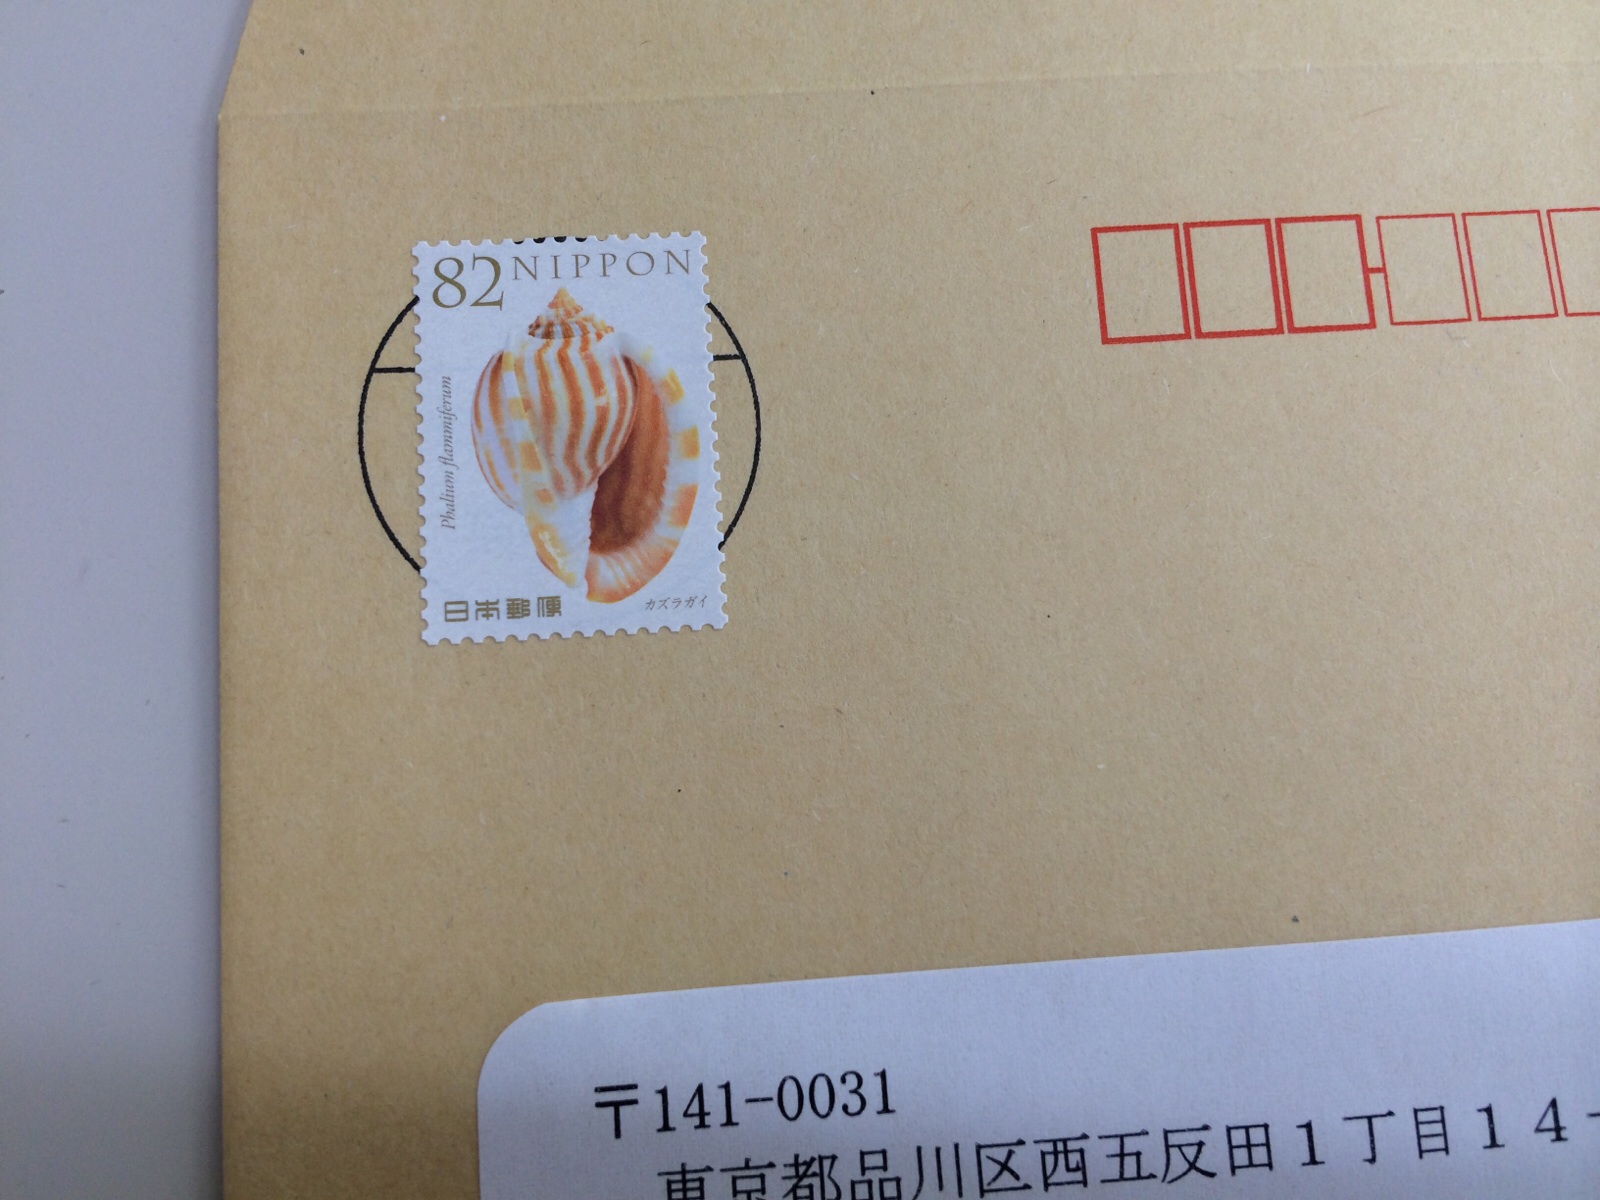 82 NIPPON
Phalium flammiferum
日本郵便
カズラガイ
〒141-0031
東京都品川区西五反田1丁目14-